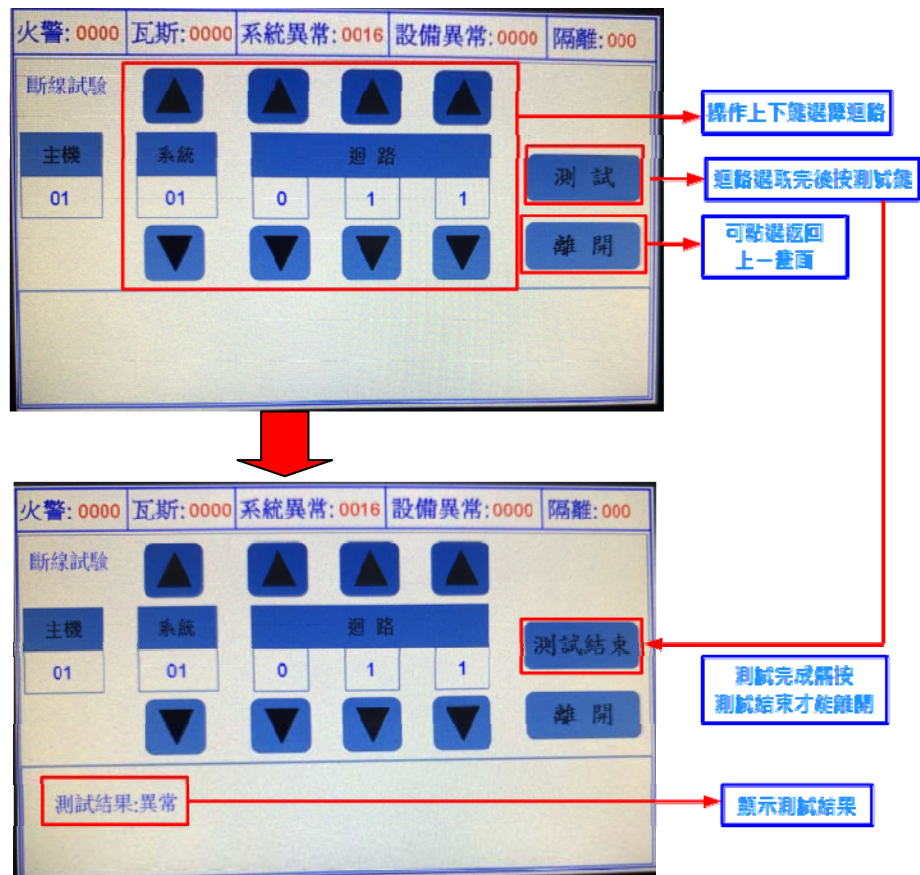 火警: 0000 瓦斯:0000 系統異常: 0016 設備異常: 0000 隔離: 000
斷線試驗
操作上下鍵選擇迴路
主機 系統 迴路
測試
01 01 0 1 1
迴路選取完後按測試鍵
離開
可點選返回
上一畫面
火警: 0000 瓦斯:0000 系統異常: 0016 設備異常:0000 隔離: 000
斷線試驗
主機 系統 迴路
測試結束
01 01 0 1 1
測試完成需按
測試結束才能離開
離開
測試結果:異常
顯示測試結果